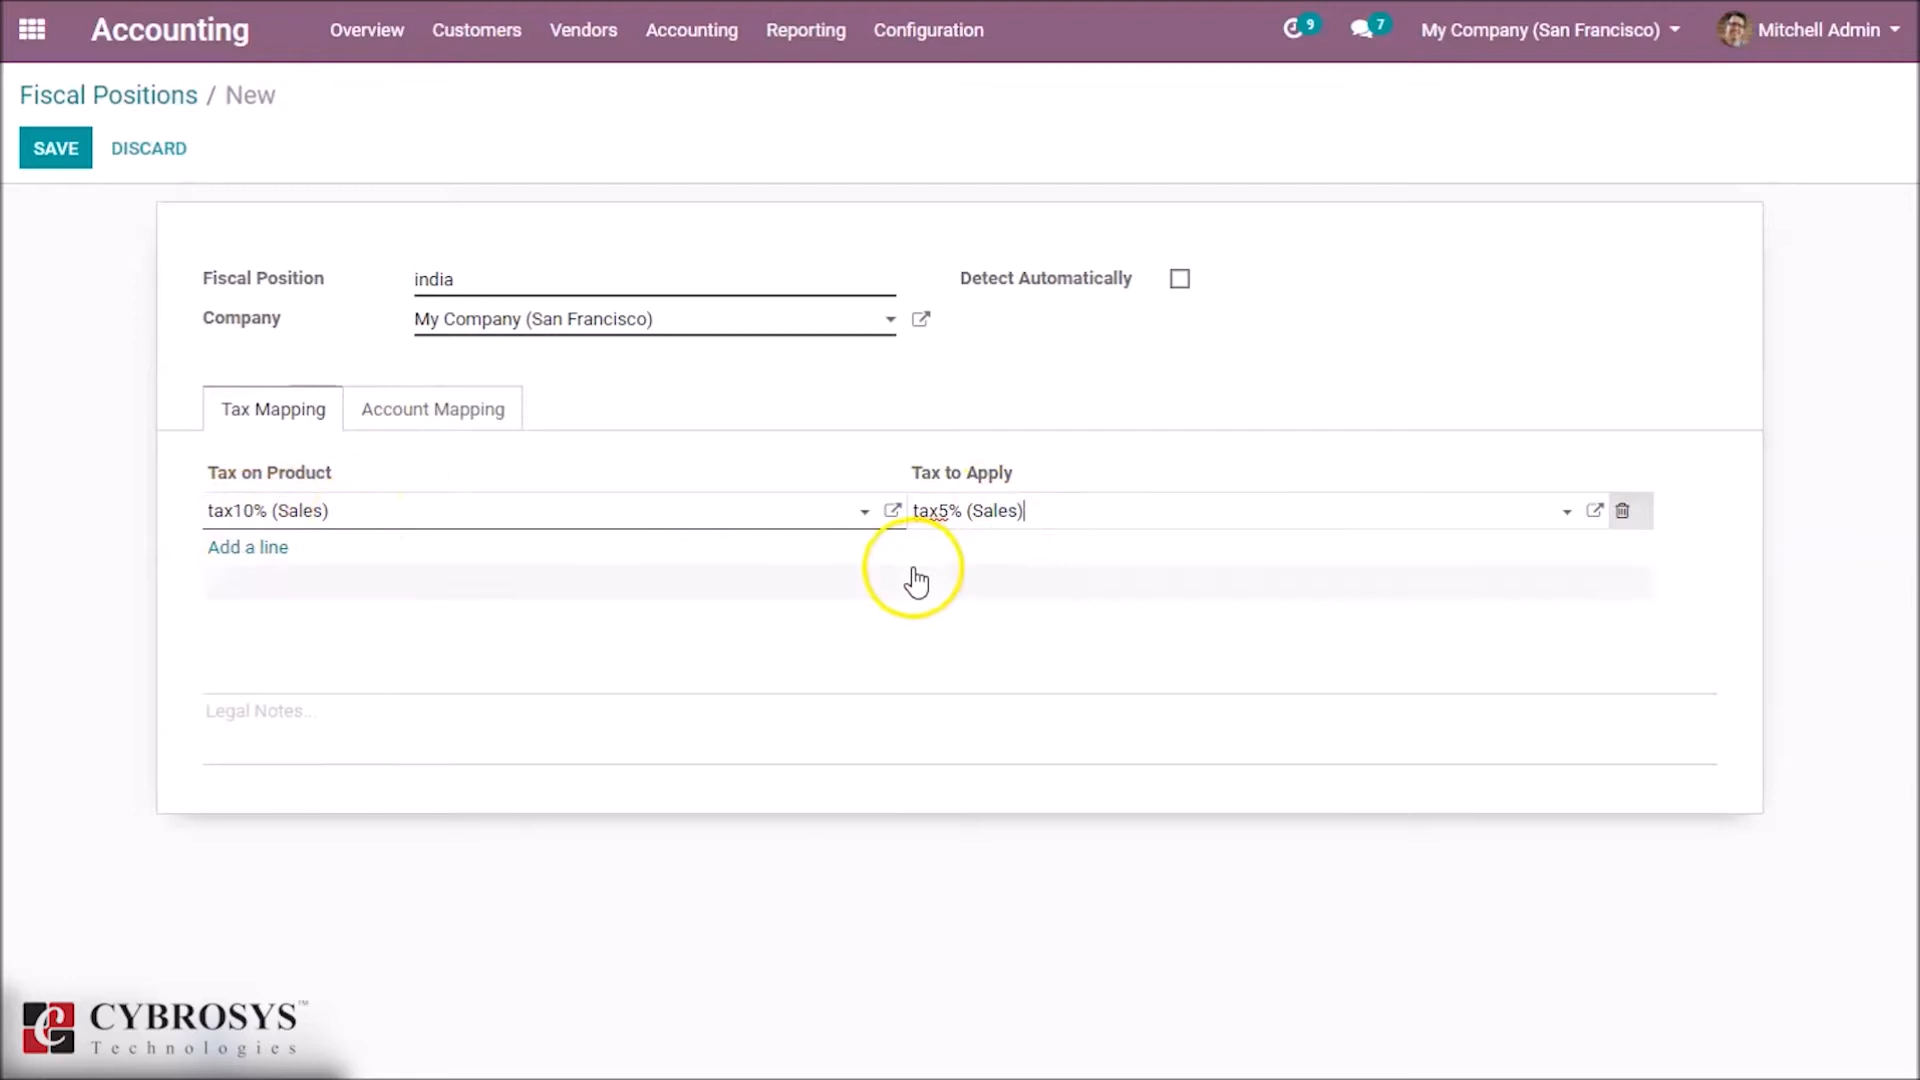 Accounting Overview Customers Vendors Accounting Reporting Configuration 9 7 My Company (San Francisco) Mitchell Admin
Fiscal Positions / New
SAVE DISCARD
Fiscal Position india Detect Automatically
Company My Company (San Francisco)
Tax Mapping Account Mapping
Tax on Product Tax to Apply
tax10% (Sales) tax5% (Sales)
Add a line
Legal Notes...
CYBROSYS™
Technologies